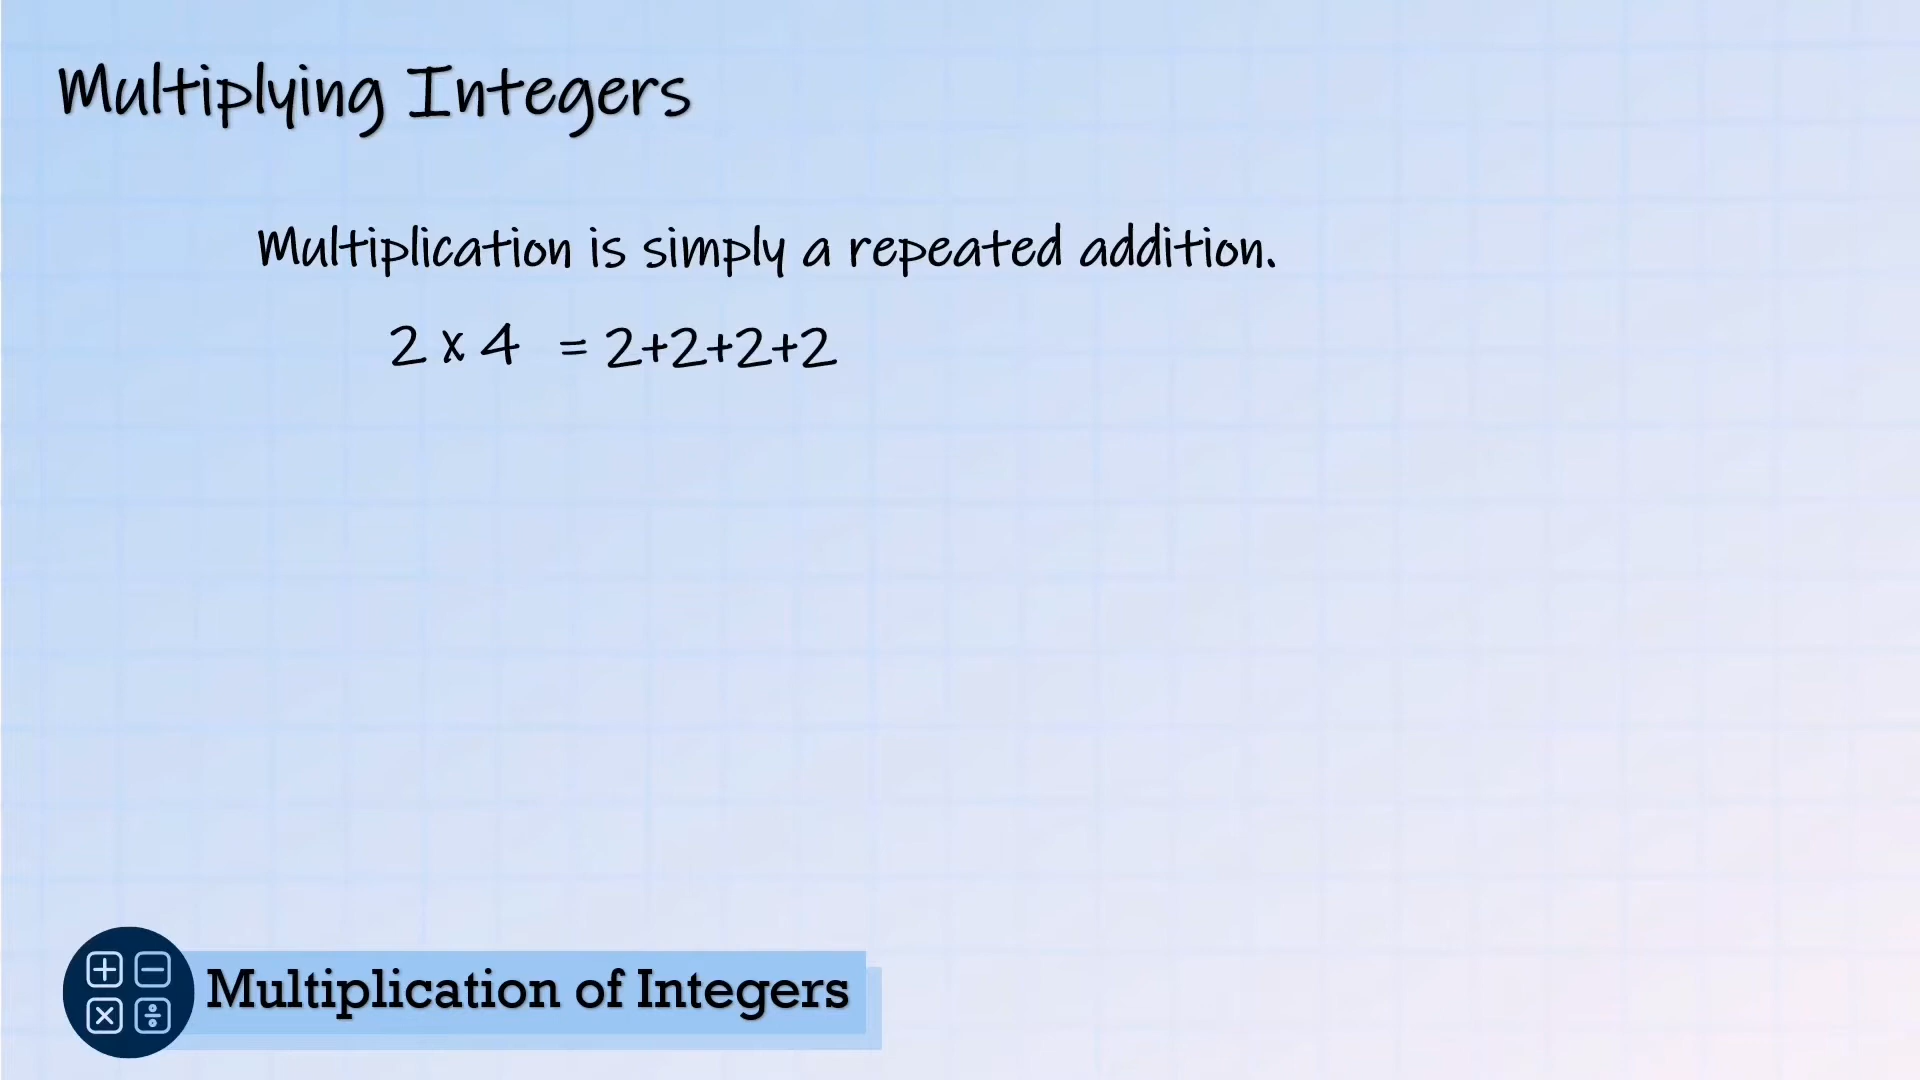 Multiplying Integers
Multiplication is simply a repeated addition.
2 x 4 = 2+2+2+2
Multiplication of Integers